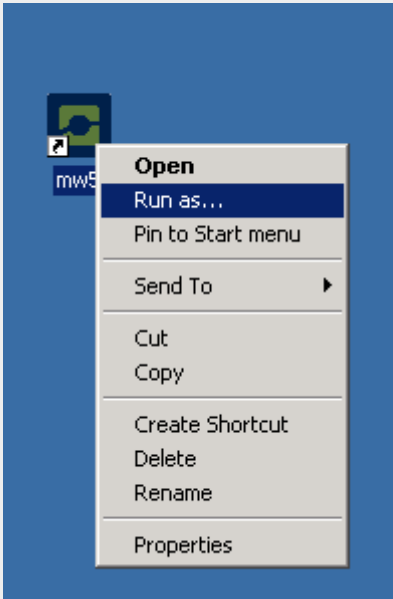 mw5
Open
Run as...
Pin to Start menu
Send To
Cut
Copy
Create Shortcut
Delete
Rename
Properties